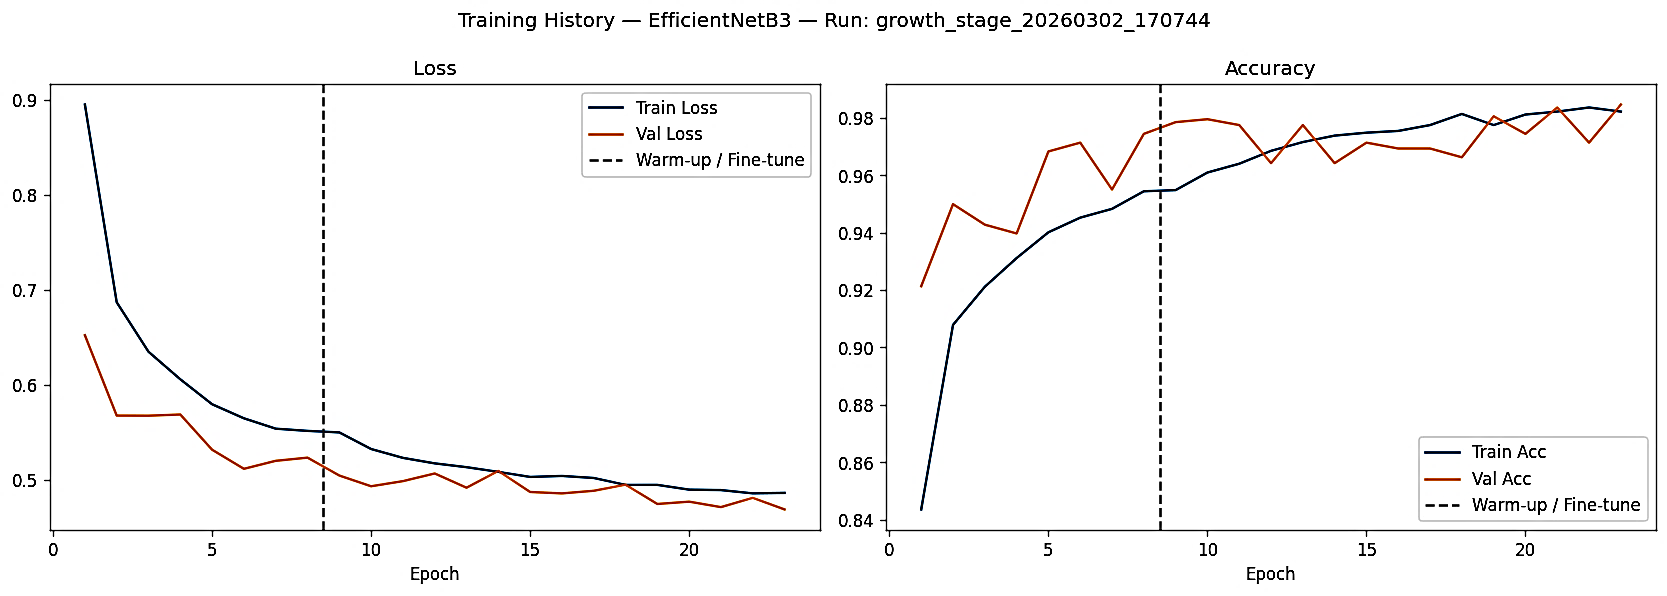 Training History — EfficientNetB3 — Run: growth_stage_20260302_170744
Loss
0.9
0.8
0.7
0.6
0.5
0 5 10 15 20
Epoch
Train Loss
Val Loss
Warm-up / Fine-tune
Accuracy
0.98
0.96
0.94
0.92
0.90
0.88
0.86
0.84
0 5 10 15 20
Epoch
Train Acc
Val Acc
Warm-up / Fine-tune